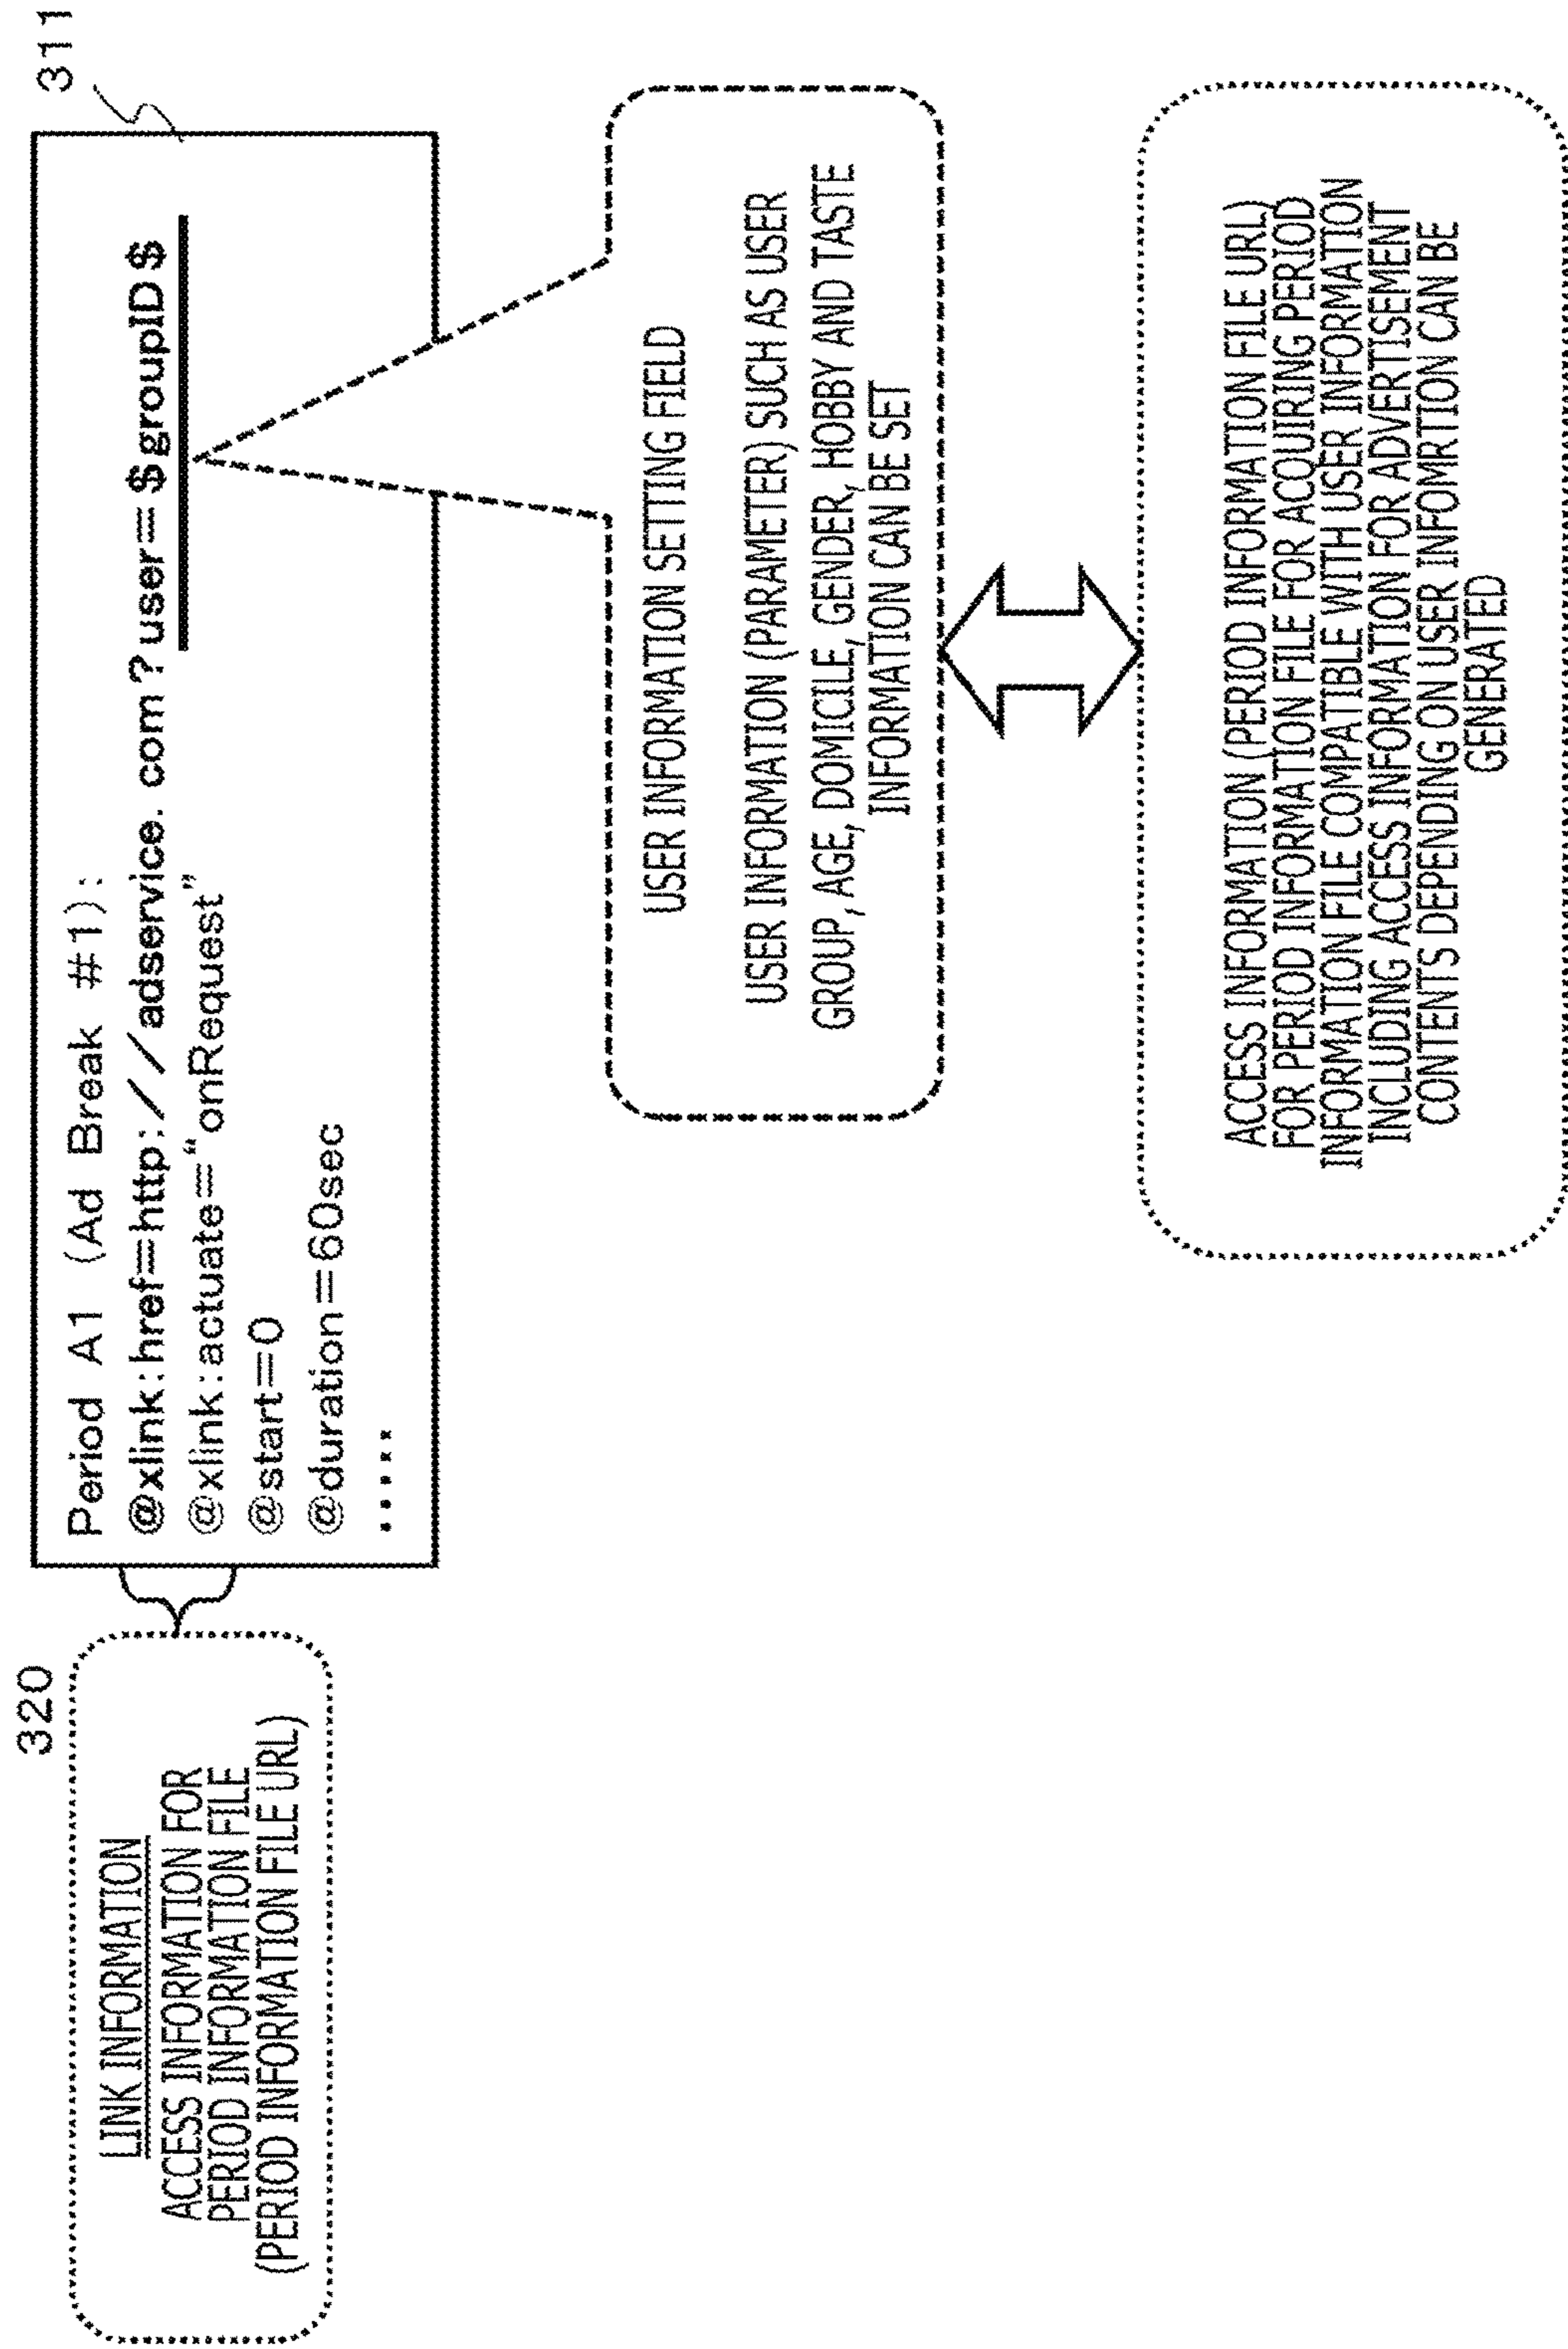 320
LINK INFORMATION
ACCESS INFORMATION FOR
PERIOD INFORMATION FILE
(PERIOD INFORMATION FILE URL)
311
Period A1 (Ad Break #1):
@xlink:href=http://adservice.com?user=$groupID$
@xlink:actuate="onRequest"
@start=0
@duration=60sec
.....
USER INFORMATION SETTING FIELD
USER INFORMATION (PARAMETER) SUCH AS USER
GROUP, AGE, DOMICILE, GENDER, HOBBY AND TASTE
INFORMATION CAN BE SET
ACCESS INFORMATION (PERIOD INFORMATION FILE URL)
FOR PERIOD INFORMATION FILE FOR ACQUIRING PERIOD
INFORMATION FILE COMPATIBLE WITH USER INFORMATION
INCLUDING ACCESS INFORMATION FOR ADVERTISEMENT
CONTENTS DEPENDING ON USER INFOMRTION CAN BE
GENERATED